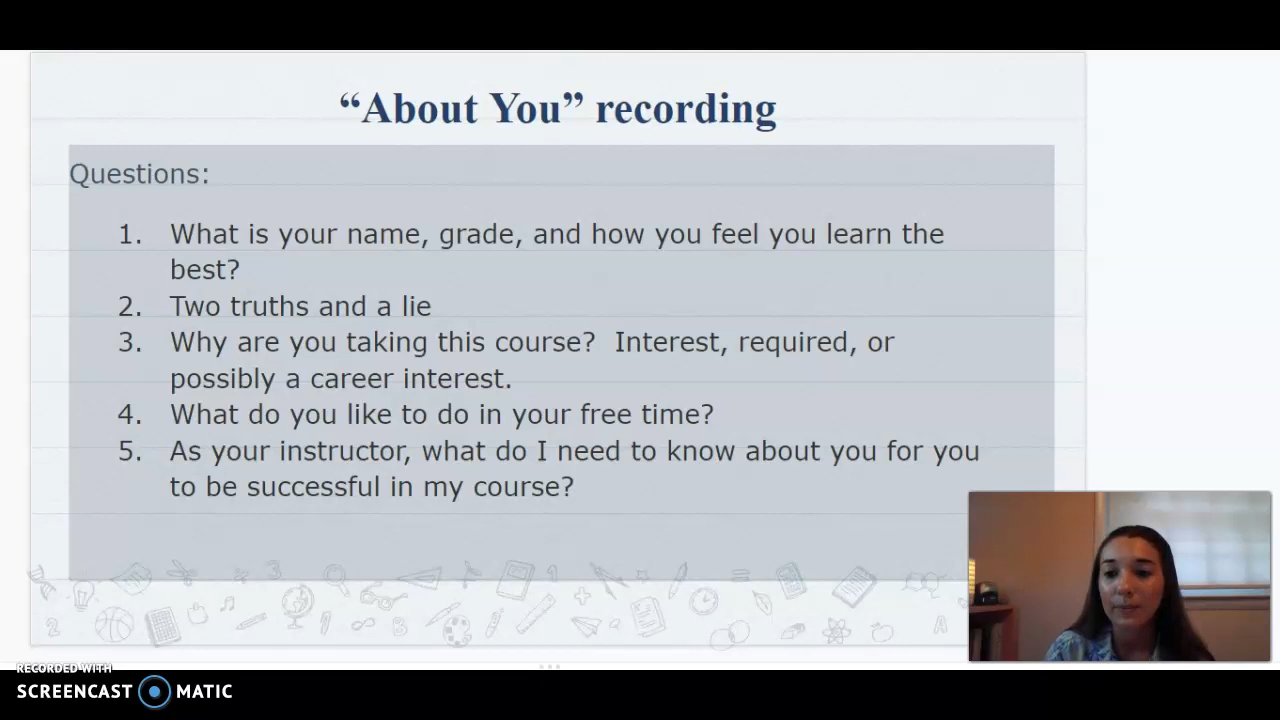 “About You” recording
Questions:
1. What is your name, grade, and how you feel you learn the
best?
2. Two truths and a lie
3. Why are you taking this course?  Interest, required, or
possibly a career interest.
4. What do you like to do in your free time?
5. As your instructor, what do I need to know about you for you
to be successful in my course?
RECORDED WITH
SCREENCAST MATIC